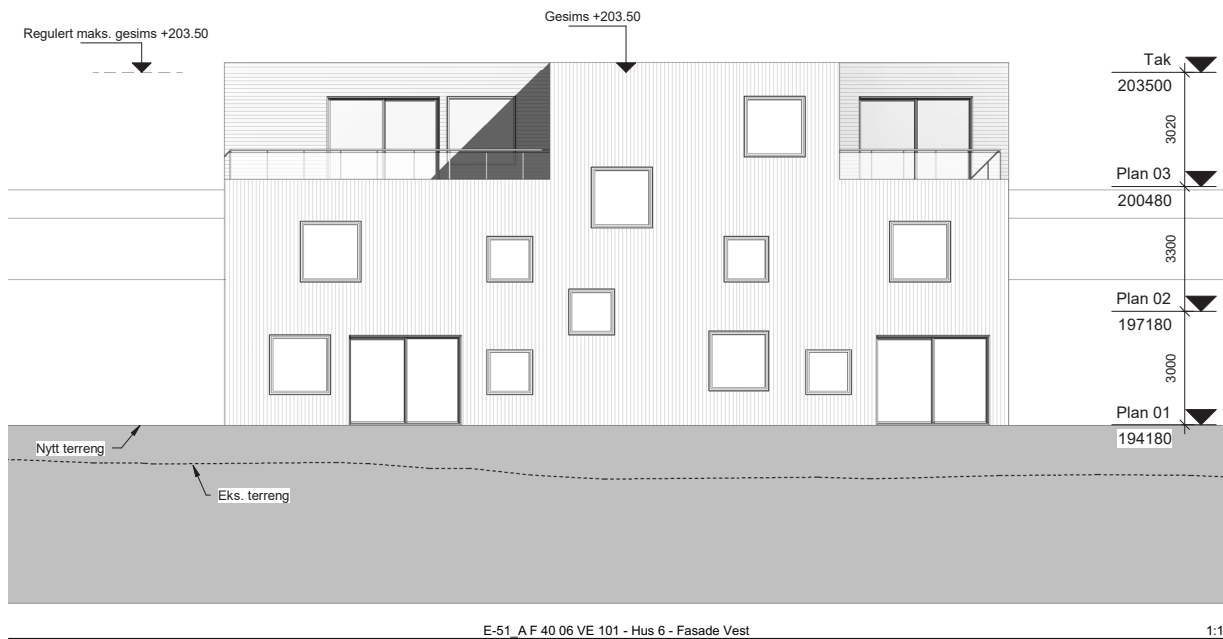 Gesims +203.50
Regulert maks. gesims +203.50
Tak
203500
3020
Plan 03
200480
3300
Plan 02
197180
3000
Plan 01
194180
Nytt terreng
Eks. terreng
E-51_A F 40 06 VE 101 - Hus 6 - Fasade Vest
1:1